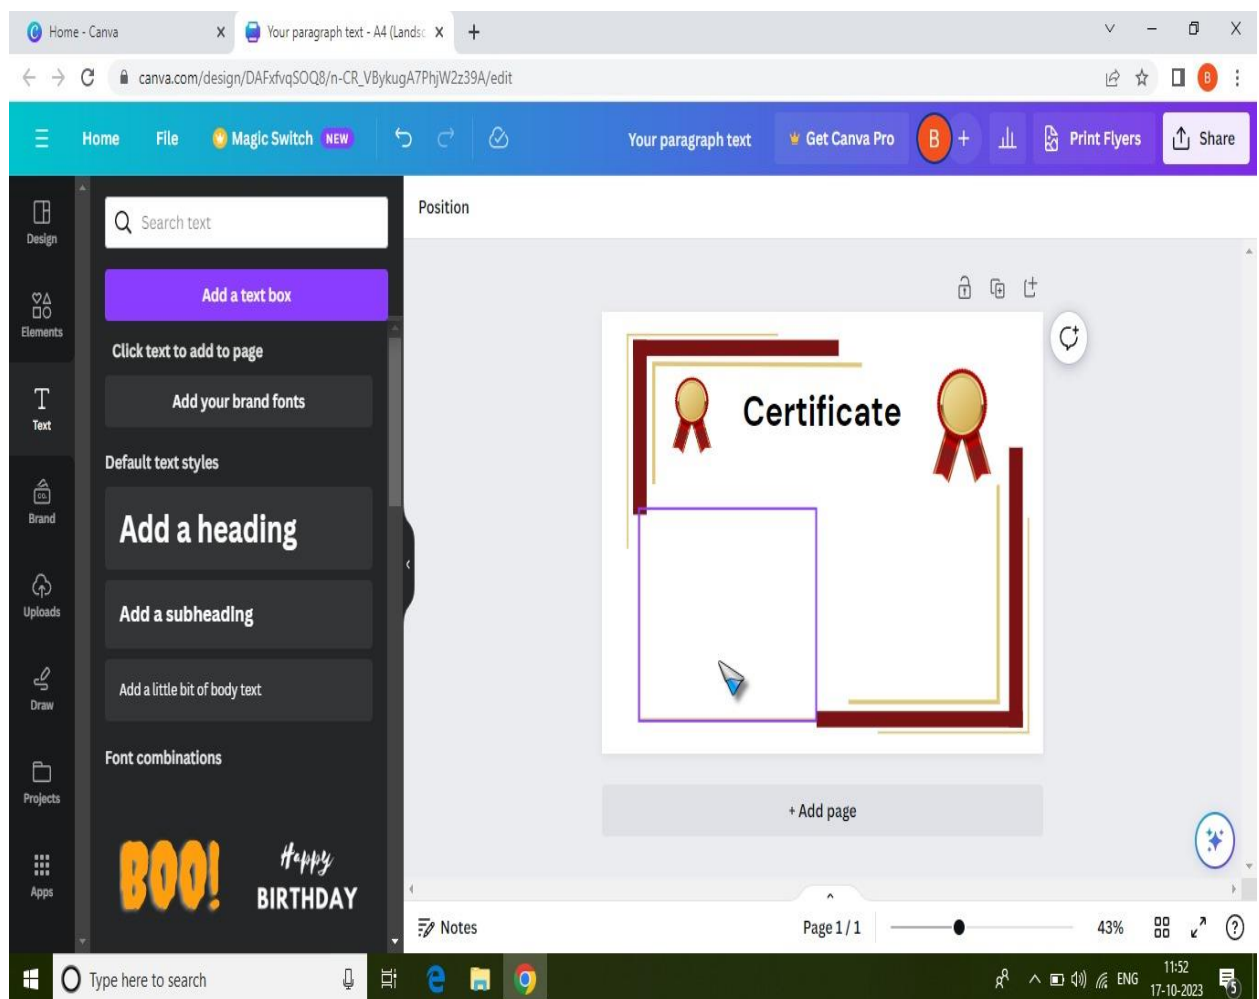 Home - Canva
Your paragraph text - A4 (Landsc
canva.com/design/DAFxfvqSOQ8/n-CR_VBykugA7PhjW2z39A/edit
B
Home File Magic Switch NEW
Your paragraph text Get Canva Pro B + Print Flyers Share
Design
Elements
Text
Brand
CO.
Uploads
Draw
Projects
Apps
Search text
Add a text box
Click text to add to page
Add your brand fonts
Default text styles
Add a heading
Add a subheading
Add a little bit of body text
Font combinations
BOO!
Happy
BIRTHDAY
Position
Certificate
+ Add page
Notes
Page 1 / 1
43%
Type here to search
ENG
11:52
17-10-2023
5